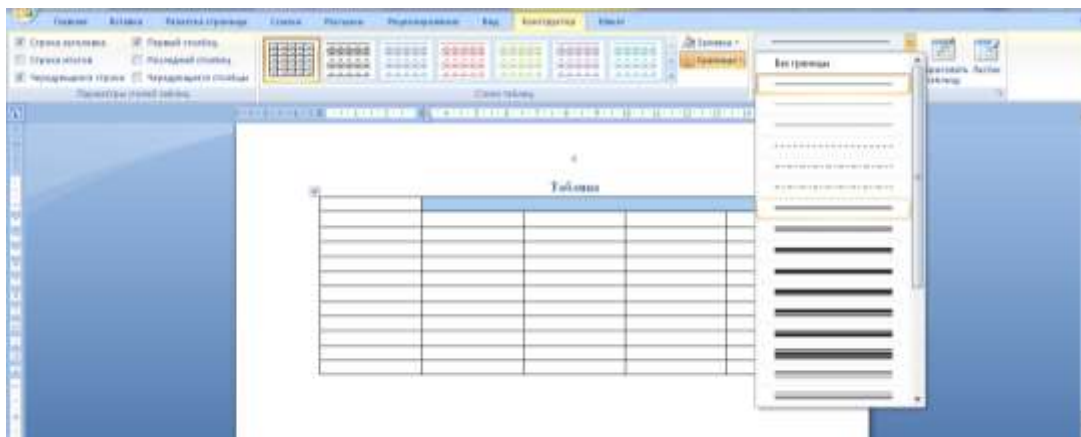 Главная Вставка Разметка страницы Ссылки Рассылки Рецензирование Вид Конструктор Макет
Строка заголовка Первый столбец
Строка итогов Последний столбец
Чередующиеся строки Чередующиеся столбцы
Параметры стилей таблиц
Стили таблиц
Заливка
Границы
Без границы
Таблица